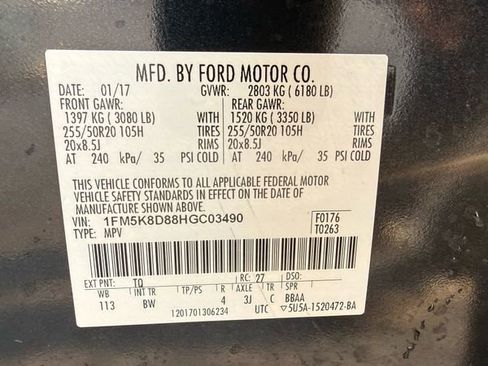 MFD. BY FORD MOTOR CO.
DATE: 01/17 GVWR: 2803 KG ( 6180 LB)
FRONT GAWR: REAR GAWR:
1397 KG ( 3080 LB) WITH 1520 KG ( 3350 LB) WITH
255/50R20 105H TIRES 255/50R20 105H TIRES
20x8.5J RIMS 20x8.5J RIMS
AT 240 kPa/ 35 PSI COLD AT 240 kPa/ 35 PSI COLD
THIS VEHICLE CONFORMS TO ALL APPLICABLE FEDERAL MOTOR
VEHICLE SAFETY STANDARDS IN EFFECT ON THE DATE OF
MANUFACTURE SHOWN ABOVE.
VIN: 1FM5K8D88HGC03490 F0176
TYPE: MPV T0263
EXT PNT: TQ RC: 27 DSO:
WB INT TR TP/PS R AXLE TR SPR
113 BW 4 3J C BBAA
1201701306234 UTC ▽5U5A-1520472-BA